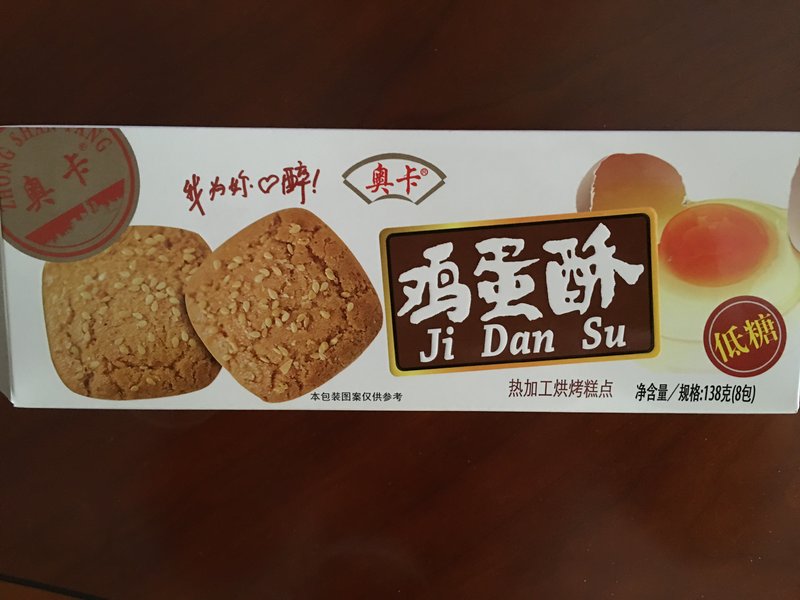 ZHONG SHAN YANG
奥卡®
我为你♡醉!
奥卡®
鸡蛋酥
Ji Dan Su
低糖
热加工烘烤糕点
净含量/规格:138克(8包)
本包装图案仅供参考